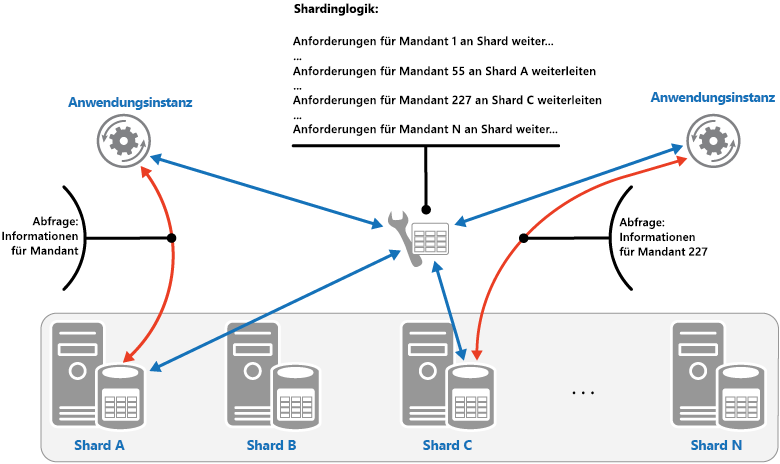 Shardinglogik:
Anforderungen für Mandant 1 an Shard weiter...
...
Anforderungen für Mandant 55 an Shard A weiterleiten
...
Anforderungen für Mandant 227 an Shard C weiterleiten
...
Anforderungen für Mandant N an Shard weiter...
Anwendungsinstanz
Anwendungsinstanz
Abfrage:
Informationen
für Mandant
Abfrage:
Informationen
für Mandant 227
...
Shard A
Shard B
Shard C
Shard N